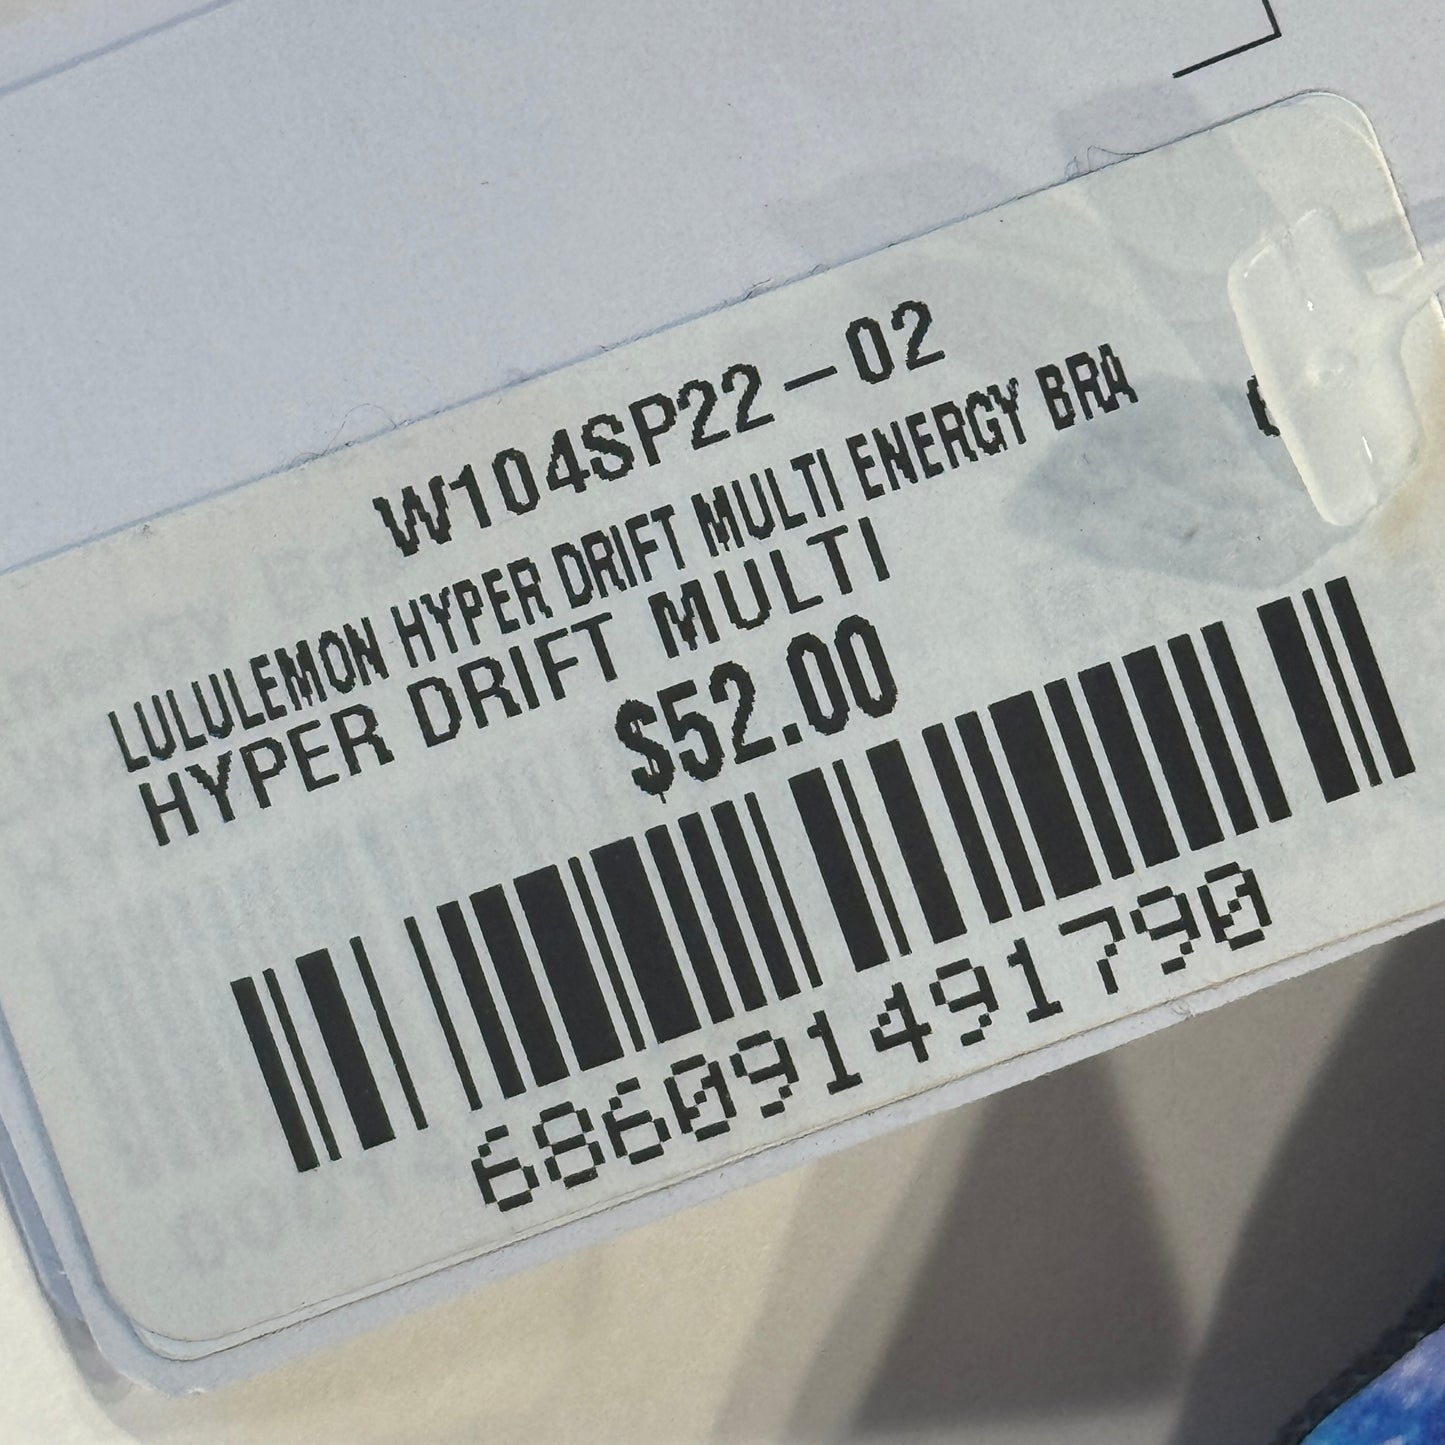 W104SP22-02
LULULEMON HYPER DRIFT MULTI ENERGY BRA
HYPER DRIFT MULTI
$52.00
686091491790